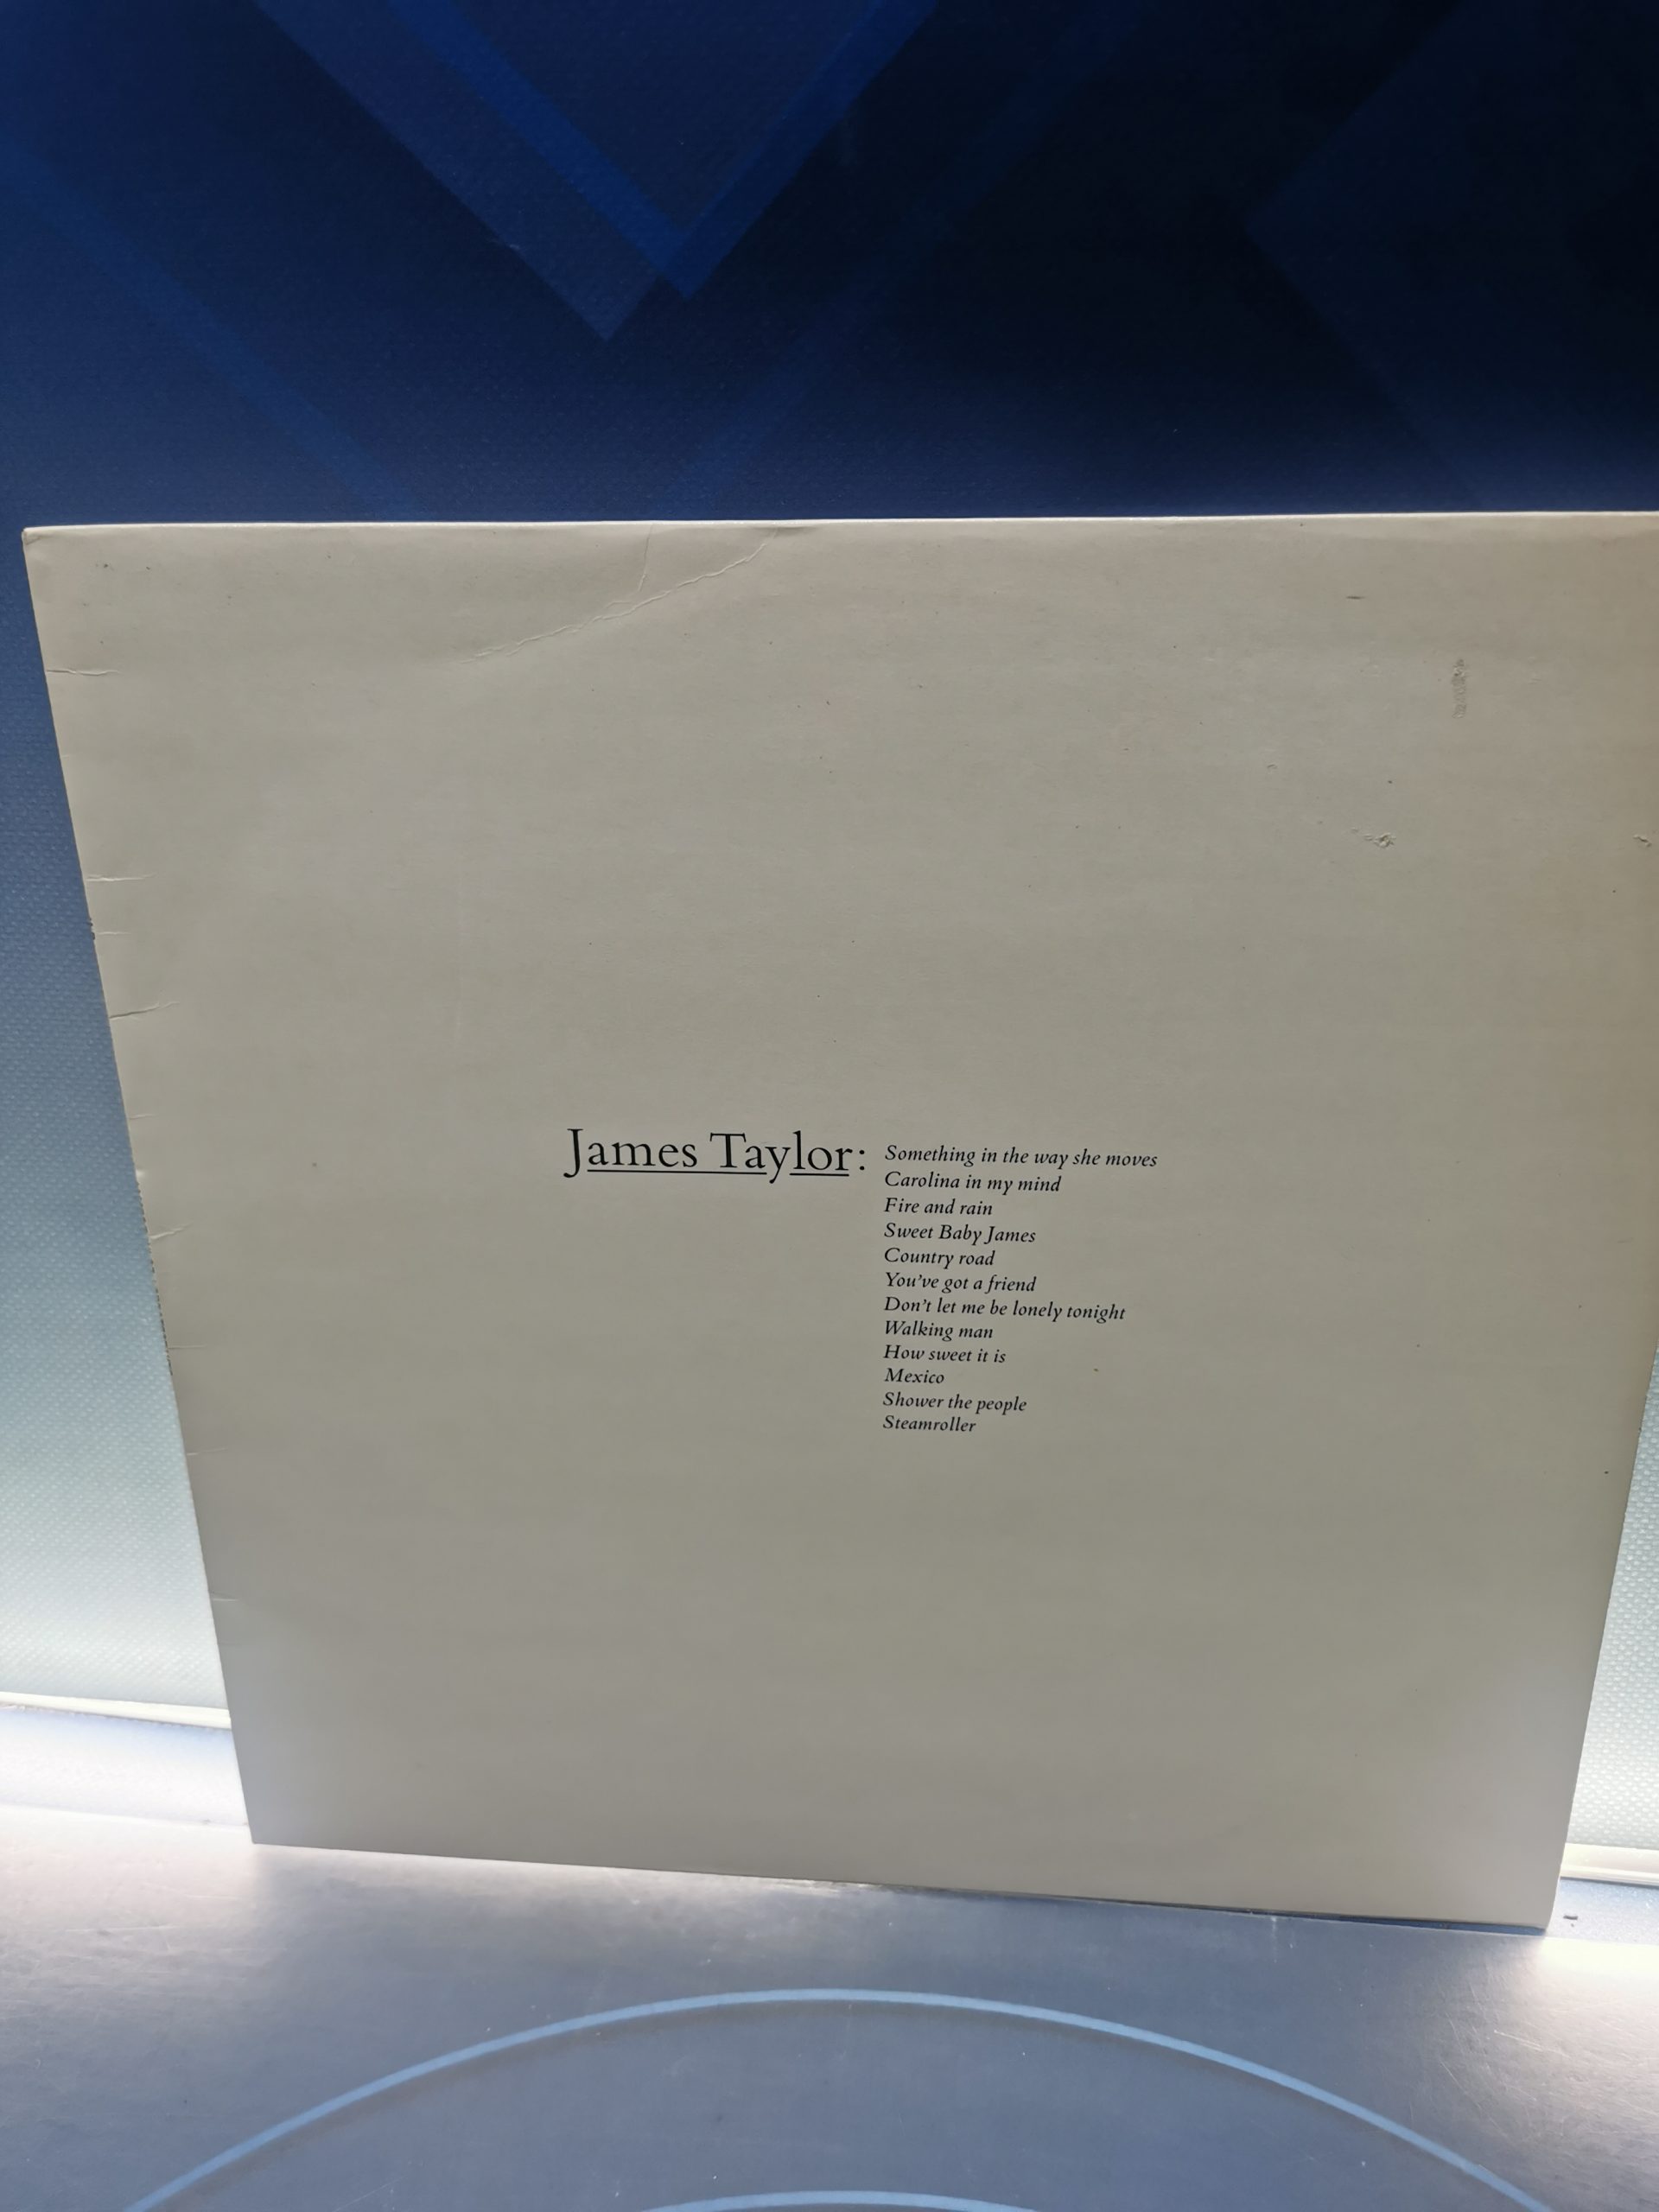 James Taylor:
Something in the way she moves
Carolina in my mind
Fire and rain
Sweet Baby James
Country road
You've got a friend
Don't let me be lonely tonight
Walking man
How sweet it is
Mexico
Shower the people
Steamroller